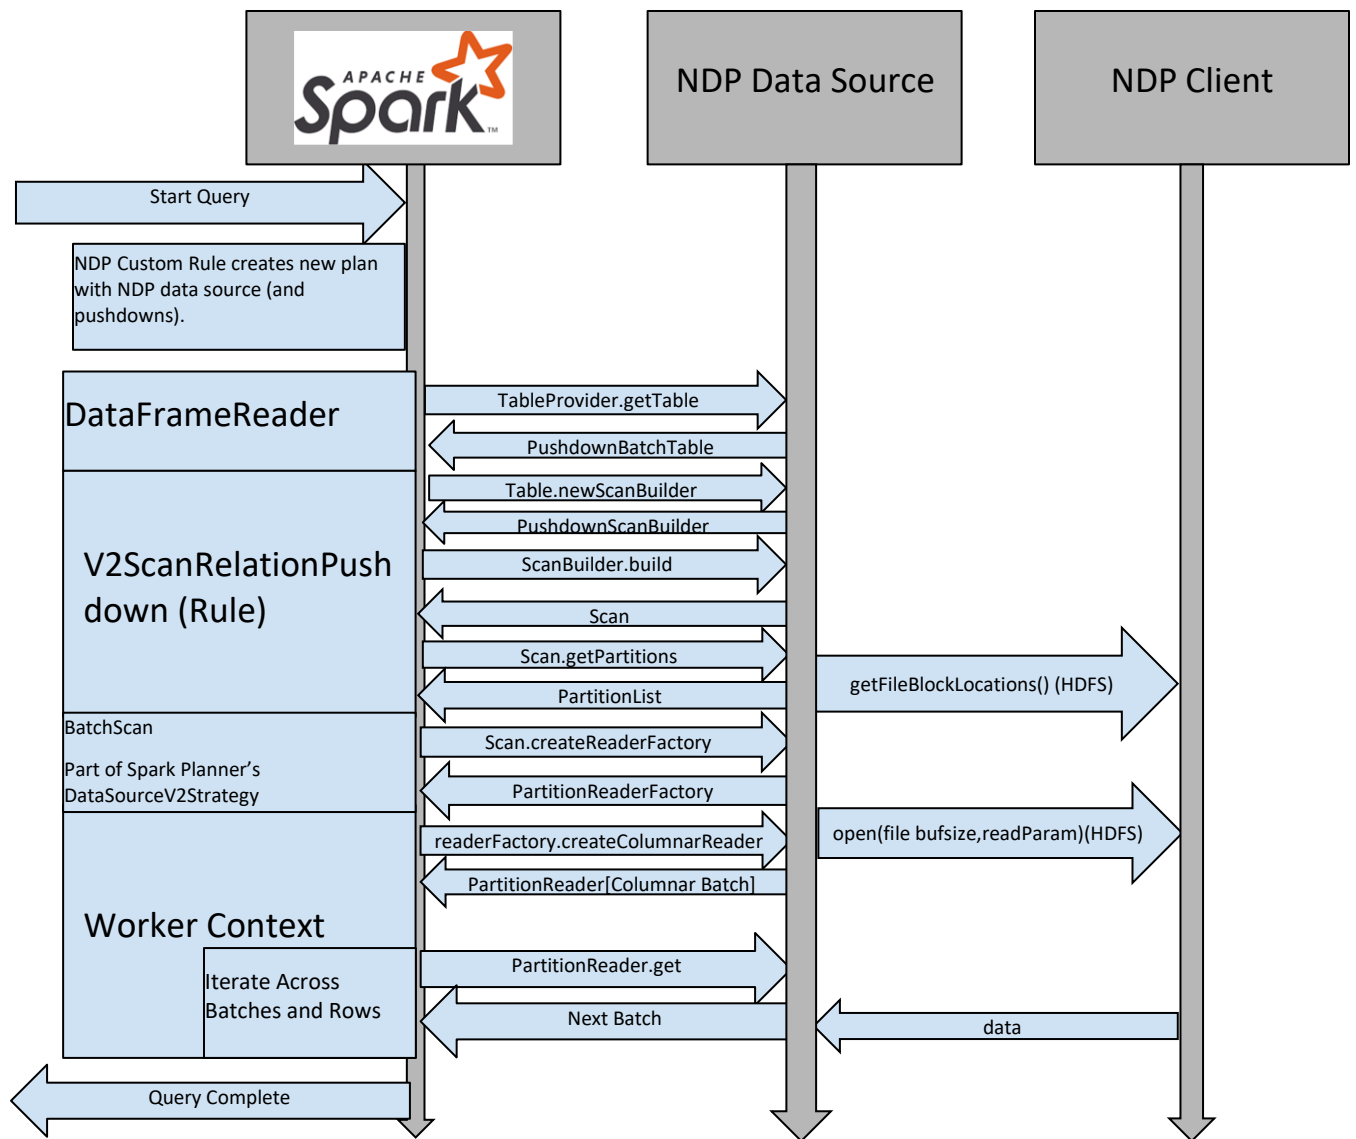 APACHE
Spark
TM
NDP Data Source
NDP Client
Start Query
NDP Custom Rule creates new plan
with NDP data source (and
pushdowns).
DataFrameReader
TableProvider.getTable
PushdownBatchTable
Table.newScanBuilder
PushdownScanBuilder
V2ScanRelationPush
down (Rule)
ScanBuilder.build
Scan
Scan.getPartitions
getFileBlockLocations() (HDFS)
PartitionList
BatchScan
Part of Spark Planner’s
DataSourceV2Strategy
Scan.createReaderFactory
PartitionReaderFactory
readerFactory.createColumnarReader
open(file bufsize,readParam)(HDFS)
PartitionReader[Columnar Batch]
Worker Context
Iterate Across
Batches and Rows
PartitionReader.get
Next Batch
data
Query Complete